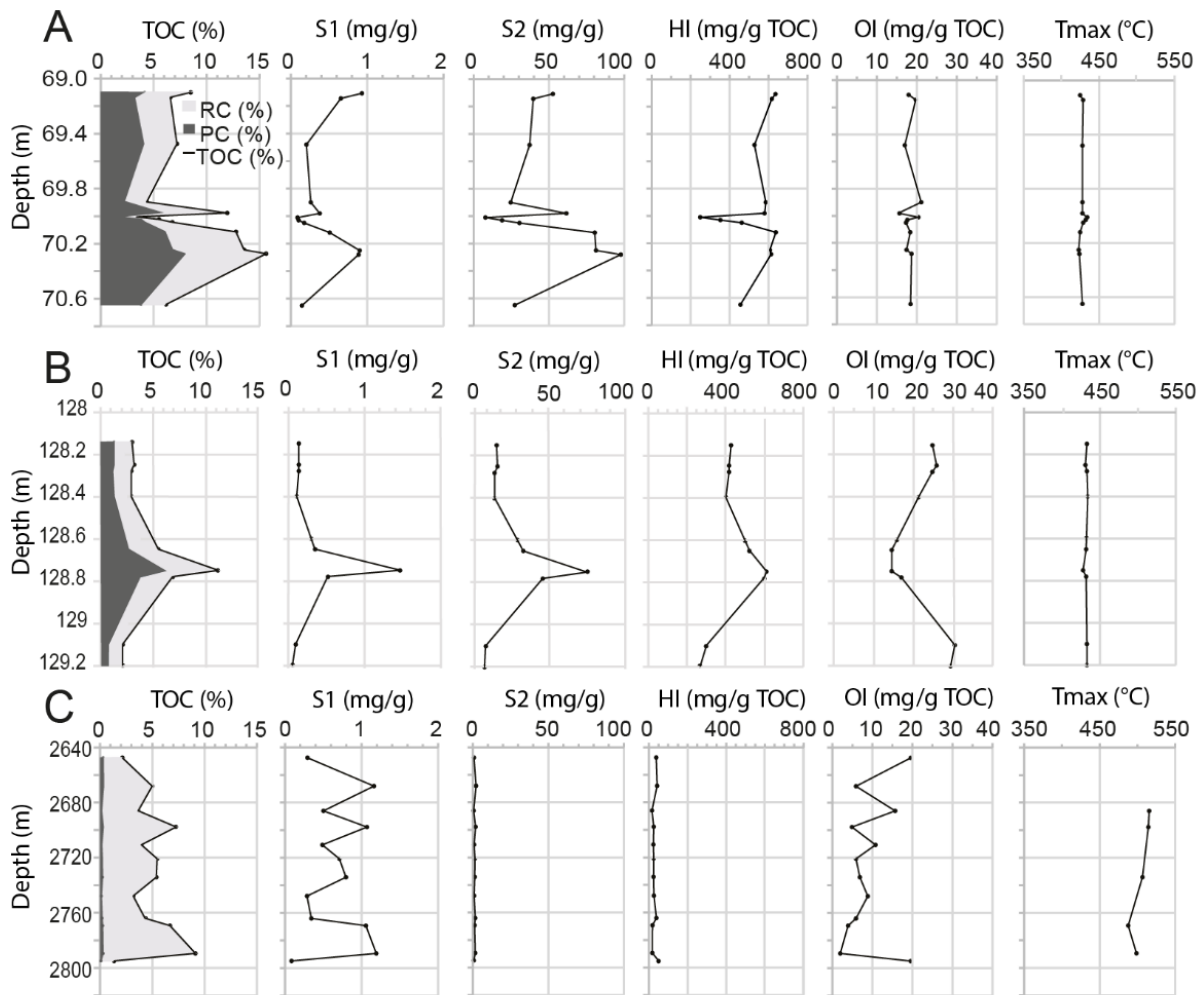 A
TOC (%) S1 (mg/g) S2 (mg/g) HI (mg/g TOC) OI (mg/g TOC) Tmax (°C)
0 5 10 15 0 1 2 0 50 100 0 400 800 0 10 20 30 40 350 450 550
69.0
RC (%)
PC (%)
TOC (%)
69.4
69.8
70.2
70.6
Depth (m)
B
TOC (%) S1 (mg/g) S2 (mg/g) HI (mg/g TOC) OI (mg/g TOC) Tmax (°C)
0 5 10 15 0 1 2 0 50 100 0 400 800 0 10 20 30 40 350 450 550
128
128.2
128.4
128.6
128.8
129
129.2
Depth (m)
C
TOC (%) S1 (mg/g) S2 (mg/g) HI (mg/g TOC) OI (mg/g TOC) Tmax (°C)
0 5 10 15 0 1 2 0 50 100 0 400 800 0 10 20 30 40 350 450 550
2640
2680
2720
2760
2800
Depth (m)